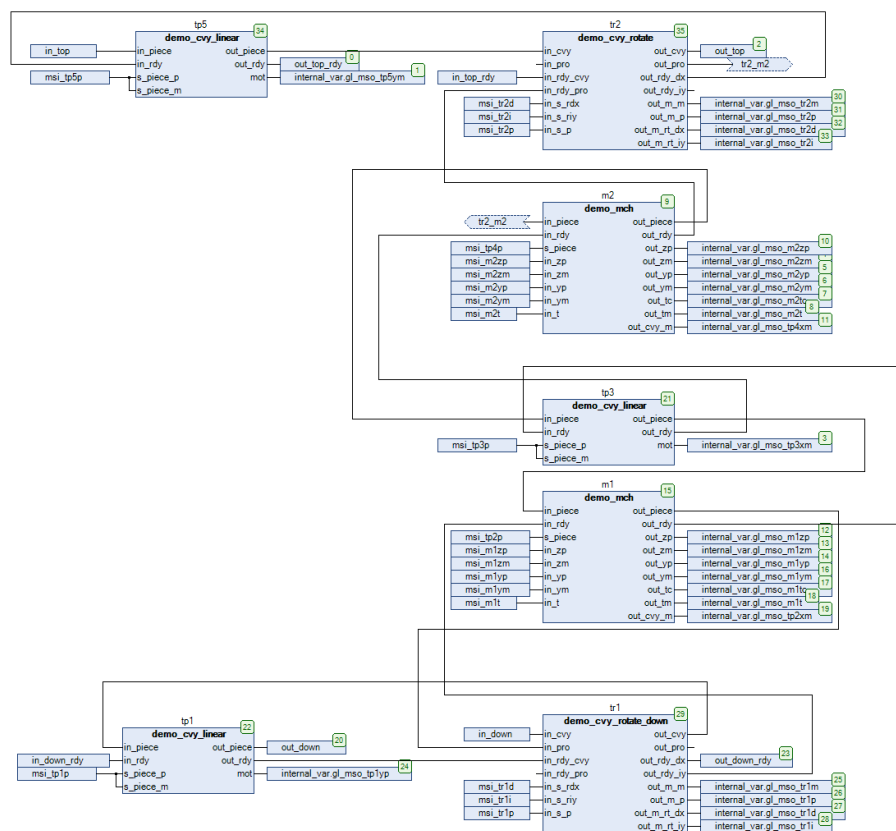 tp5
demo_cvy_linear 34
in_top in_piece out_piece
in_rdy out_rdy out_top_rdy 0
msi_tp5p s_piece_p mot internal_var.gl_mso_tp5ym 1
s_piece_m
tr2
demo_cvy_rotate 35
in_cvy out_cvy out_top 2
in_pro out_pro tr2_m2
in_top_rdy in_rdy_cvy out_rdy_dx
in_rdy_pro out_rdy_iy
msi_tr2d in_s_rdx out_m_m internal_var.gl_mso_tr2m 30
msi_tr2i in_s_riy out_m_p internal_var.gl_mso_tr2p 31
msi_tr2p in_s_p out_m_rt_dx internal_var.gl_mso_tr2d 32
out_m_rt_iy internal_var.gl_mso_tr2i 33
m2
demo_mch 9
tr2_m2 in_piece out_piece
in_rdy out_rdy
msi_tp4p s_piece out_zp internal_var.gl_mso_m2zp 10
msi_m2zp in_zp out_zm internal_var.gl_mso_m2zm
msi_m2zm in_zm out_yp internal_var.gl_mso_m2yp 5
msi_m2yp in_yp out_ym internal_var.gl_mso_m2ym 6
msi_m2ym in_ym out_tc internal_var.gl_mso_m2tc 7
msi_m2t in_t out_tm internal_var.gl_mso_m2t 8
out_cvy_m internal_var.gl_mso_tp4xm 11
tp3
demo_cvy_linear 21
in_piece out_piece
in_rdy out_rdy
msi_tp3p s_piece_p mot internal_var.gl_mso_tp3xm 3
s_piece_m
m1
demo_mch 15
in_piece out_piece
in_rdy out_rdy
msi_tp2p s_piece out_zp internal_var.gl_mso_m1zp 12
msi_m1zp in_zp out_zm internal_var.gl_mso_m1zm 13
msi_m1zm in_zm out_yp internal_var.gl_mso_m1yp 14
msi_m1yp in_yp out_ym internal_var.gl_mso_m1ym 16
msi_m1ym in_ym out_tc internal_var.gl_mso_m1tc 17
msi_m1t in_t out_tm internal_var.gl_mso_m1t 18
out_cvy_m internal_var.gl_mso_tp2xm 19
tp1
demo_cvy_linear 22
in_piece out_piece out_down 20
in_down_rdy in_rdy out_rdy
msi_tp1p s_piece_p mot internal_var.gl_mso_tp1yp 24
s_piece_m
tr1
demo_cvy_rotate_down 29
in_down in_cvy out_cvy
in_pro out_pro
in_rdy_cvy out_rdy_dx out_down_rdy 23
in_rdy_pro out_rdy_iy
msi_tr1d in_s_rdx out_m_m internal_var.gl_mso_tr1m 25
msi_tr1i in_s_riy out_m_p internal_var.gl_mso_tr1p 26
msi_tr1p in_s_p out_m_rt_dx internal_var.gl_mso_tr1d 27
out_m_rt_iy internal_var.gl_mso_tr1i 28